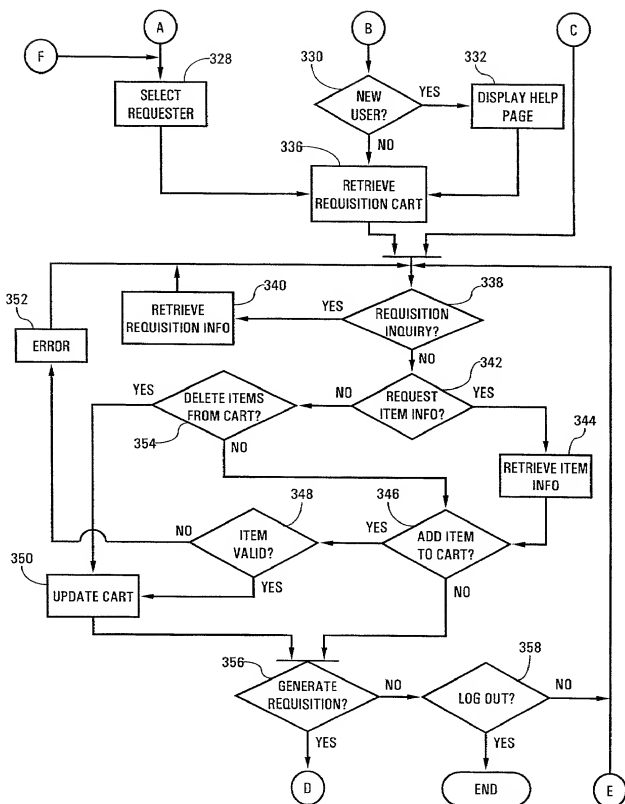 A
B
C
F
328
330
332
SELECT
REQUESTER
NEW
USER?
YES
DISPLAY HELP
PAGE
NO
336
RETRIEVE
REQUISITION CART
340
338
352
RETRIEVE
REQUISITION INFO
YES
REQUISITION
INQUIRY?
ERROR
NO
342
YES
DELETE ITEMS
FROM CART?
NO
REQUEST
ITEM INFO?
YES
344
354
NO
RETRIEVE ITEM
INFO
348
346
NO
ITEM
VALID?
YES
ADD ITEM
TO CART?
350
UPDATE CART
YES
NO
356
358
GENERATE
REQUISITION?
NO
LOG OUT?
NO
YES
YES
D
END
E